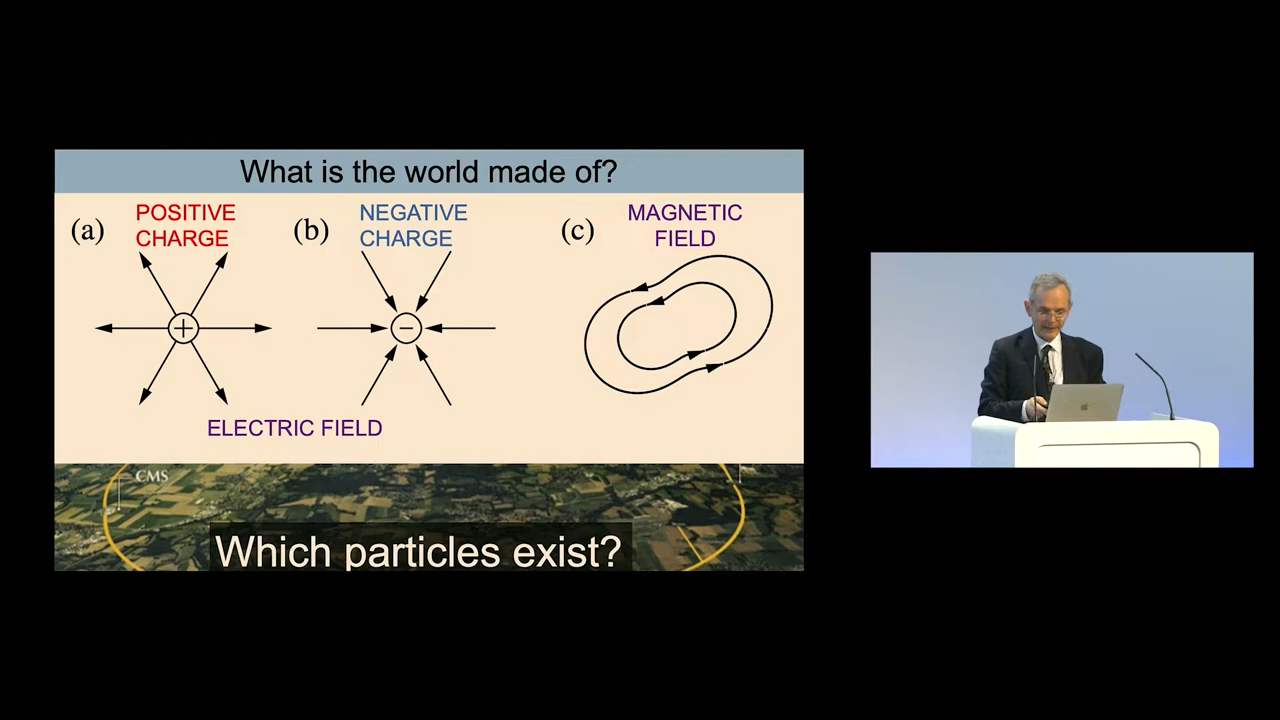 What is the world made of?
(a)
POSITIVE
CHARGE
(b)
NEGATIVE
CHARGE
(c)
MAGNETIC
FIELD
+
−
ELECTRIC FIELD
CMS
Which particles exist?